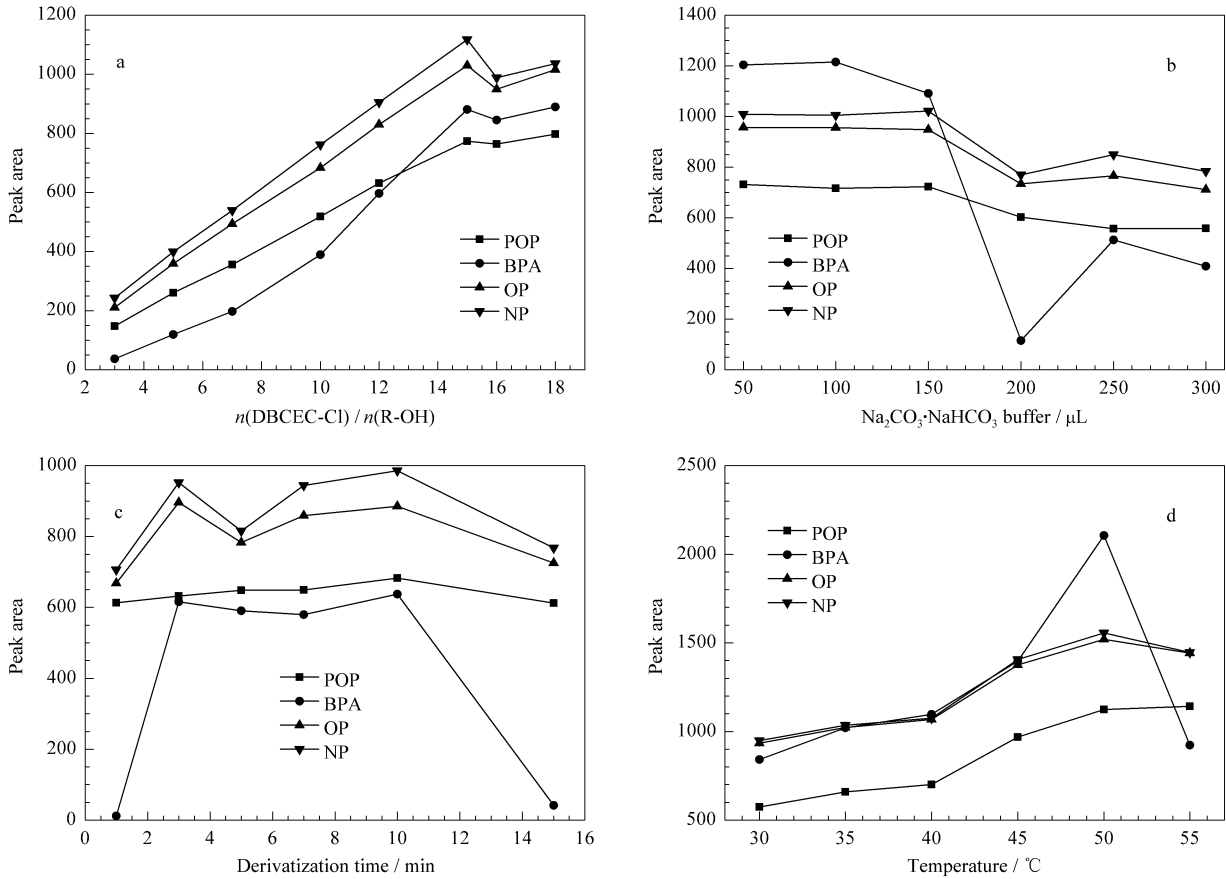 1200
1000
800
600
400
200
0
Peak area
a
POP
BPA
OP
NP
2 4 6 8 10 12 14 16 18
n(DBCEC-Cl) / n(R-OH)
1400
1200
1000
800
600
400
200
0
Peak area
b
POP
BPA
OP
NP
50 100 150 200 250 300
Na₂CO₃·NaHCO₃ buffer / μL
1000
800
600
400
200
0
Peak area
c
POP
BPA
OP
NP
0 2 4 6 8 10 12 14 16
Derivatization time / min
2500
2000
1500
1000
500
Peak area
d
POP
BPA
OP
NP
30 35 40 45 50 55
Temperature / ℃